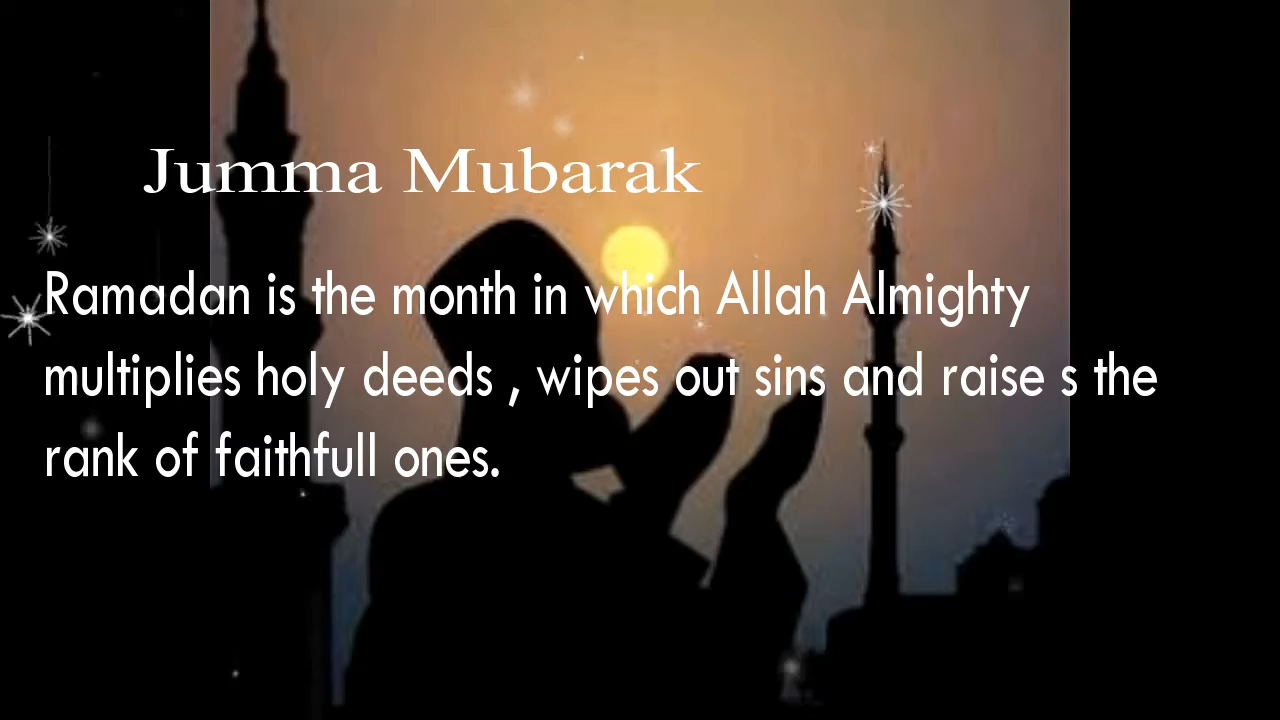 Jumma Mubarak
Ramadan is the month in which Allah Almighty
multiplies holy deeds , wipes out sins and raise s the
rank of faithfull ones.